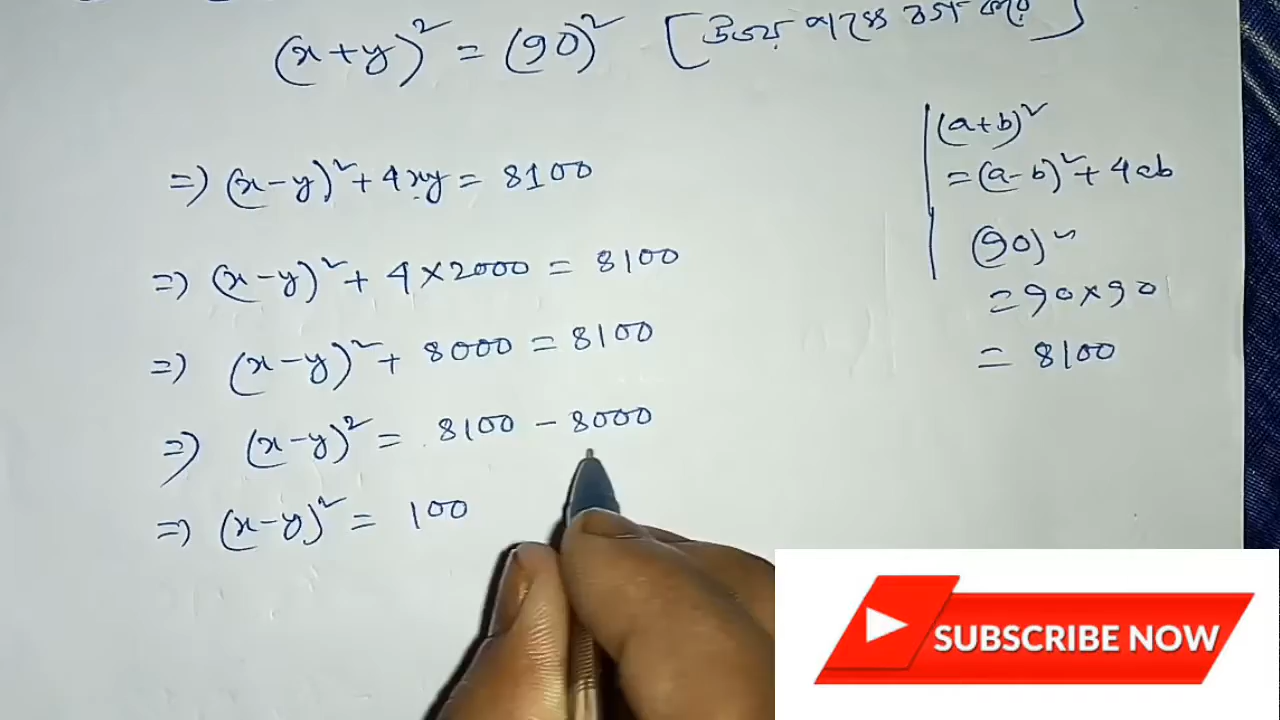 (x+y)² = (90)² [উভয় পক্ষে বর্গ করে]
⇒) (x-y)² + 4xy = 8100
⇒) (x-y)² + 4×2000 = 8100
⇒) (x-y)² + 8000 = 8100
⇒) (x-y)² = 8100 - 8000
⇒) (x-y)² = 100
(a+b)²
= (a-b)² + 4ab
(90)²
= 90×90
= 8100
SUBSCRIBE NOW